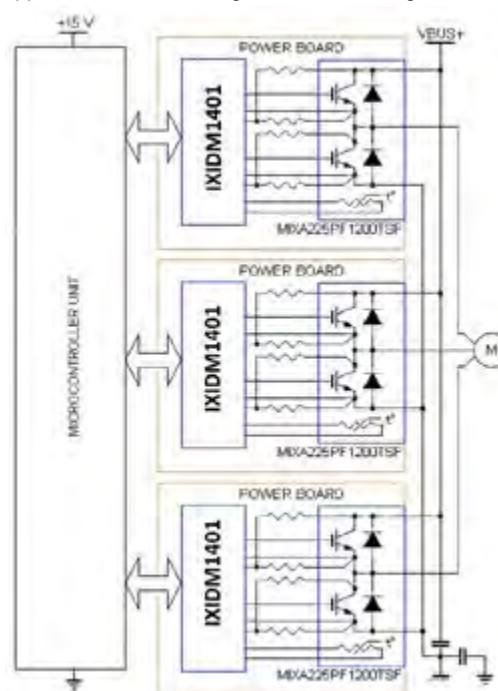 +15 V
VBUS+
MICROCONTROLLER UNIT
POWER BOARD
IXIDM1401
t°
MIXA225PF1200TSF
POWER BOARD
IXIDM1401
t°
MIXA225PF1200TSF
M
POWER BOARD
IXIDM1401
t°
MIXA225PF1200TSF